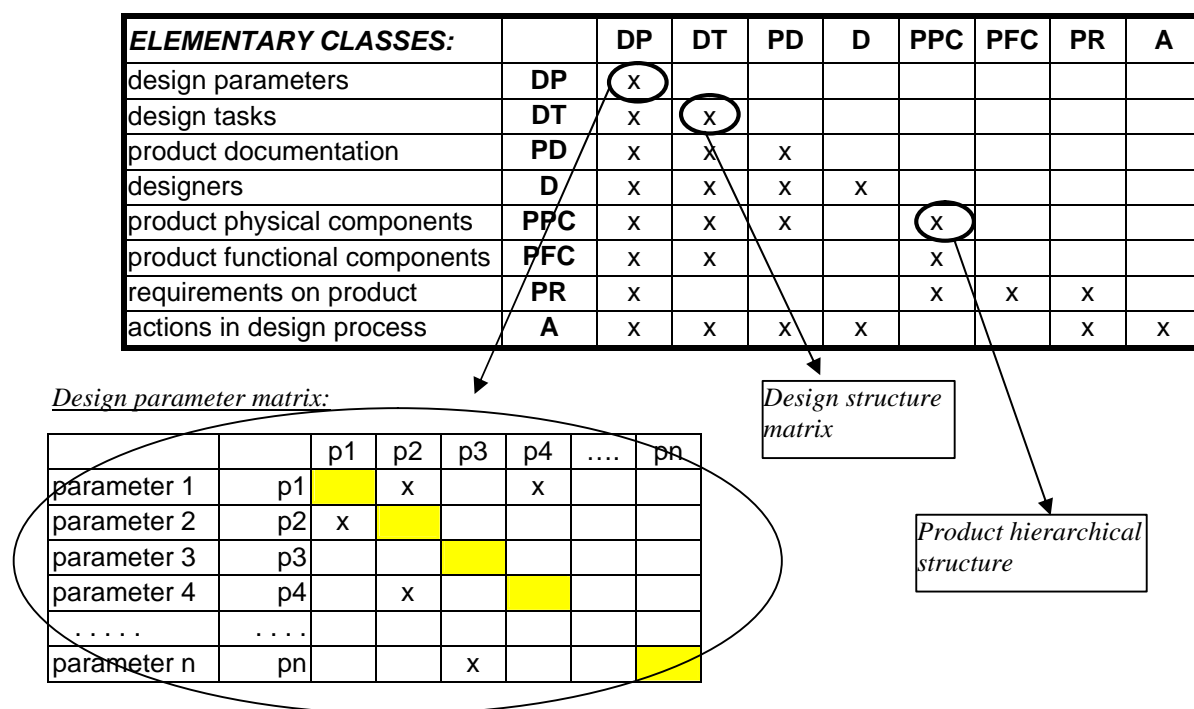 ELEMENTARY CLASSES: DP DT PD D PPC PFC PR A
design parameters DP x
design tasks DT x x
product documentation PD x x x
designers D x x x x
product physical components PPC x x x x
product functional components PFC x x x
requirements on product PR x x x x
actions in design process A x x x x x x
Design parameter matrix:
Design structure
matrix
p1 p2 p3 p4 .... pn
parameter 1 p1 x x
parameter 2 p2 x
parameter 3 p3
parameter 4 p4 x
. . . . . . . . .
parameter n pn x
Product hierarchical
structure